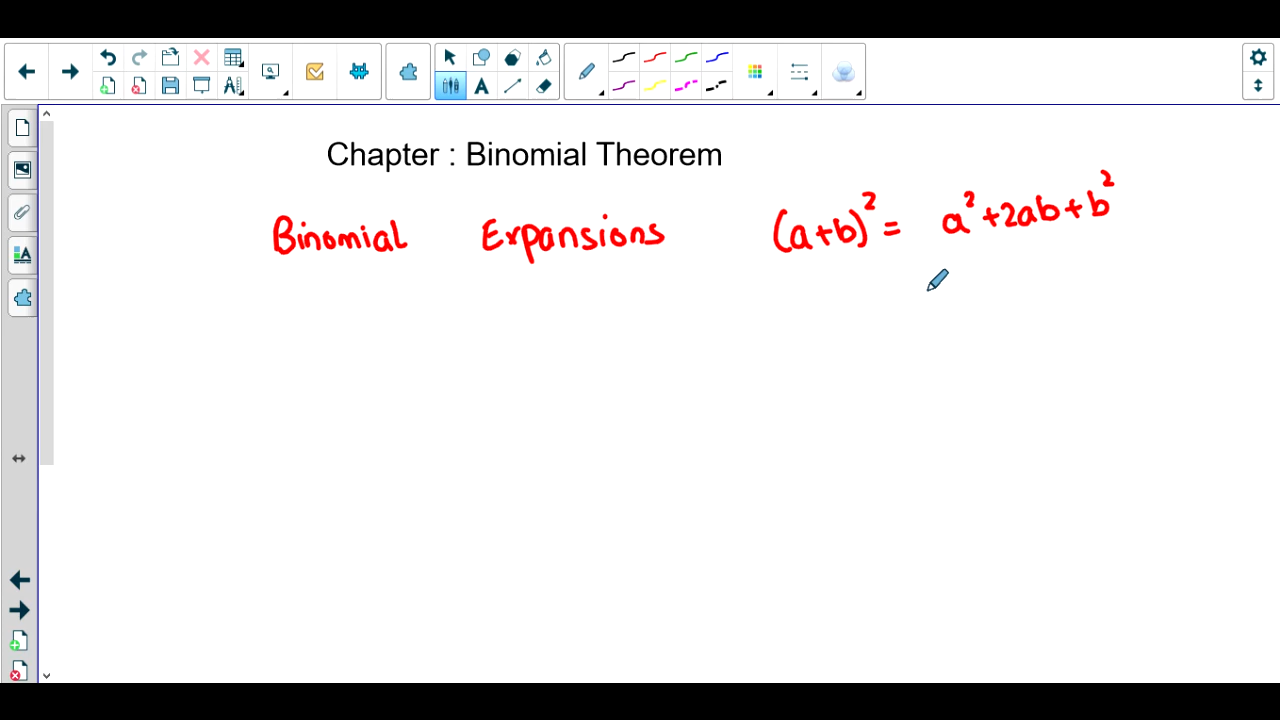 Chapter : Binomial Theorem
Binomial Expansions (a+b)² = a²+2ab+b²